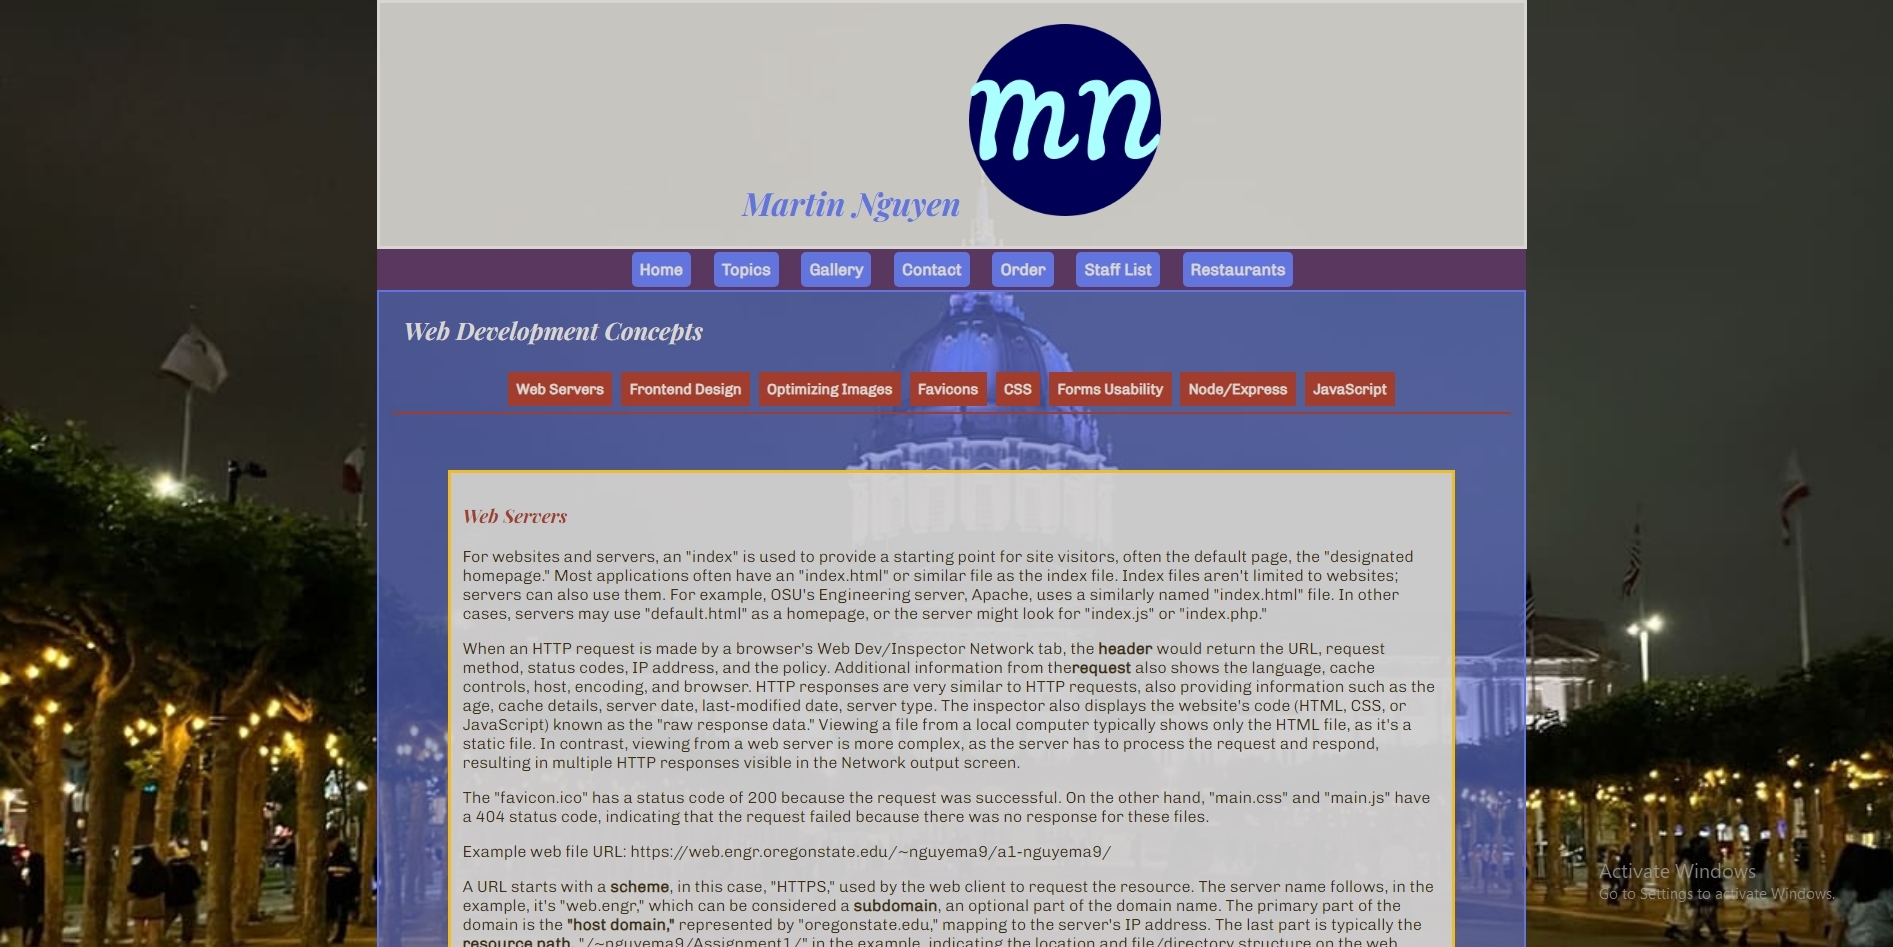 mn
Martin Nguyen
Home Topics Gallery Contact Order Staff List Restaurants
Web Development Concepts
Web Servers Frontend Design Optimizing Images Favicons CSS Forms Usability Node/Express JavaScript
Web Servers
For websites and servers, an "index" is used to provide a starting point for site visitors, often the default page, the "designated
homepage." Most applications often have an "index.html" or similar file as the index file. Index files aren't limited to websites;
servers can also use them. For example, OSU's Engineering server, Apache, uses a similarly named "index.html" file. In other
cases, servers may use "default.html" as a homepage, or the server might look for "index.js" or "index.php."
When an HTTP request is made by a browser's Web Dev/Inspector Network tab, the header would return the URL, request
method, status codes, IP address, and the policy. Additional information from therequest also shows the language, cache
controls, host, encoding, and browser. HTTP responses are very similar to HTTP requests, also providing information such as the
age, cache details, server date, last-modified date, server type. The inspector also displays the website's code (HTML, CSS, or
JavaScript) known as the "raw response data." Viewing a file from a local computer typically shows only the HTML file, as it's a
static file. In contrast, viewing from a web server is more complex, as the server has to process the request and respond,
resulting in multiple HTTP responses visible in the Network output screen.
The "favicon.ico" has a status code of 200 because the request was successful. On the other hand, "main.css" and "main.js" have
a 404 status code, indicating that the request failed because there was no response for these files.
Example web file URL: https://web.engr.oregonstate.edu/~nguyema9/a1-nguyema9/
A URL starts with a scheme, in this case, "HTTPS," used by the web client to request the resource. The server name follows, in the
example, it's "web.engr," which can be considered a subdomain, an optional part of the domain name. The primary part of the
domain is the "host domain," represented by "oregonstate.edu," mapping to the server's IP address. The last part is typically the
resource path, "/~nguyema9/Assignment1/" in the example, indicating the location and file/directory structure on the web
Activate Windows
Go to Settings to activate Windows.